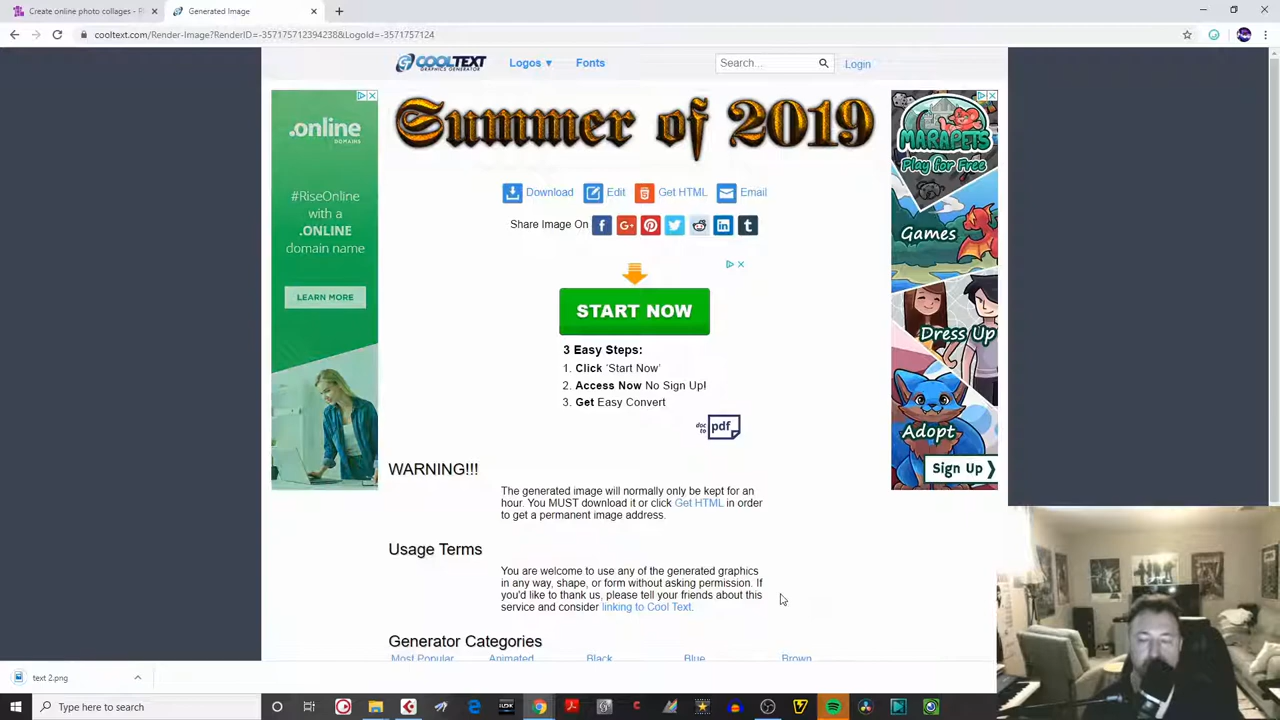 Create online photo collages - Ri
Generated Image
cooltext.com/Render-Image?RenderID=-357175712394238&LogoId=-3571757124
COOLTEXT
GRAPHICS GENERATOR
Logos ▼
Fonts
Search...
Login
Summer of 2019
Download
Edit
Get HTML
Email
Share Image On
.online
DOMAINS
#RiseOnline
with a
.ONLINE
domain name
LEARN MORE
START NOW
3 Easy Steps:
1. Click 'Start Now'
2. Access Now No Sign Up!
3. Get Easy Convert
doc to pdf
MARAPETS
Play for Free
Games
Dress Up
Adopt
Sign Up ❯
WARNING!!!
The generated image will normally only be kept for an
hour. You MUST download it or click Get HTML in order
to get a permanent image address.
Usage Terms
You are welcome to use any of the generated graphics
in any way, shape, or form without asking permission. If
you'd like to thank us, please tell your friends about this
service and consider linking to Cool Text.
Generator Categories
Most Popular
Animated
Black
Blue
Brown
text 2.png
Type here to search